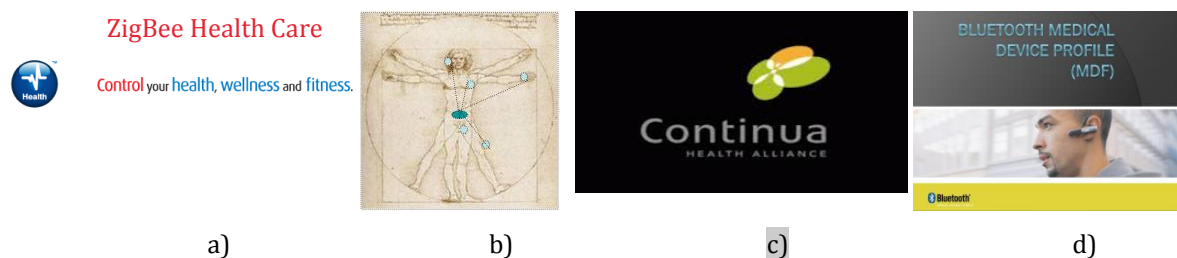 ZigBee Health Care
TM
Health
Control your health, wellness and fitness.
Continua
HEALTH ALLIANCE
BLUETOOTH MEDICAL
DEVICE PROFILE
(MDF)
Bluetooth
a)
b)
c)
d)